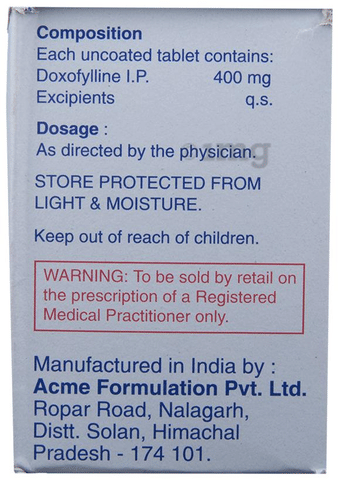 Composition
Each uncoated tablet contains:
Doxofylline I.P. 400 mg
Excipients q.s.
Dosage :
As directed by the physician.
STORE PROTECTED FROM
LIGHT & MOISTURE.
Keep out of reach of children.
WARNING: To be sold by retail on
the prescription of a Registered
Medical Practitioner only.
Manufactured in India by :
Acme Formulation Pvt. Ltd.
Ropar Road, Nalagarh,
Distt. Solan, Himachal
Pradesh - 174 101.